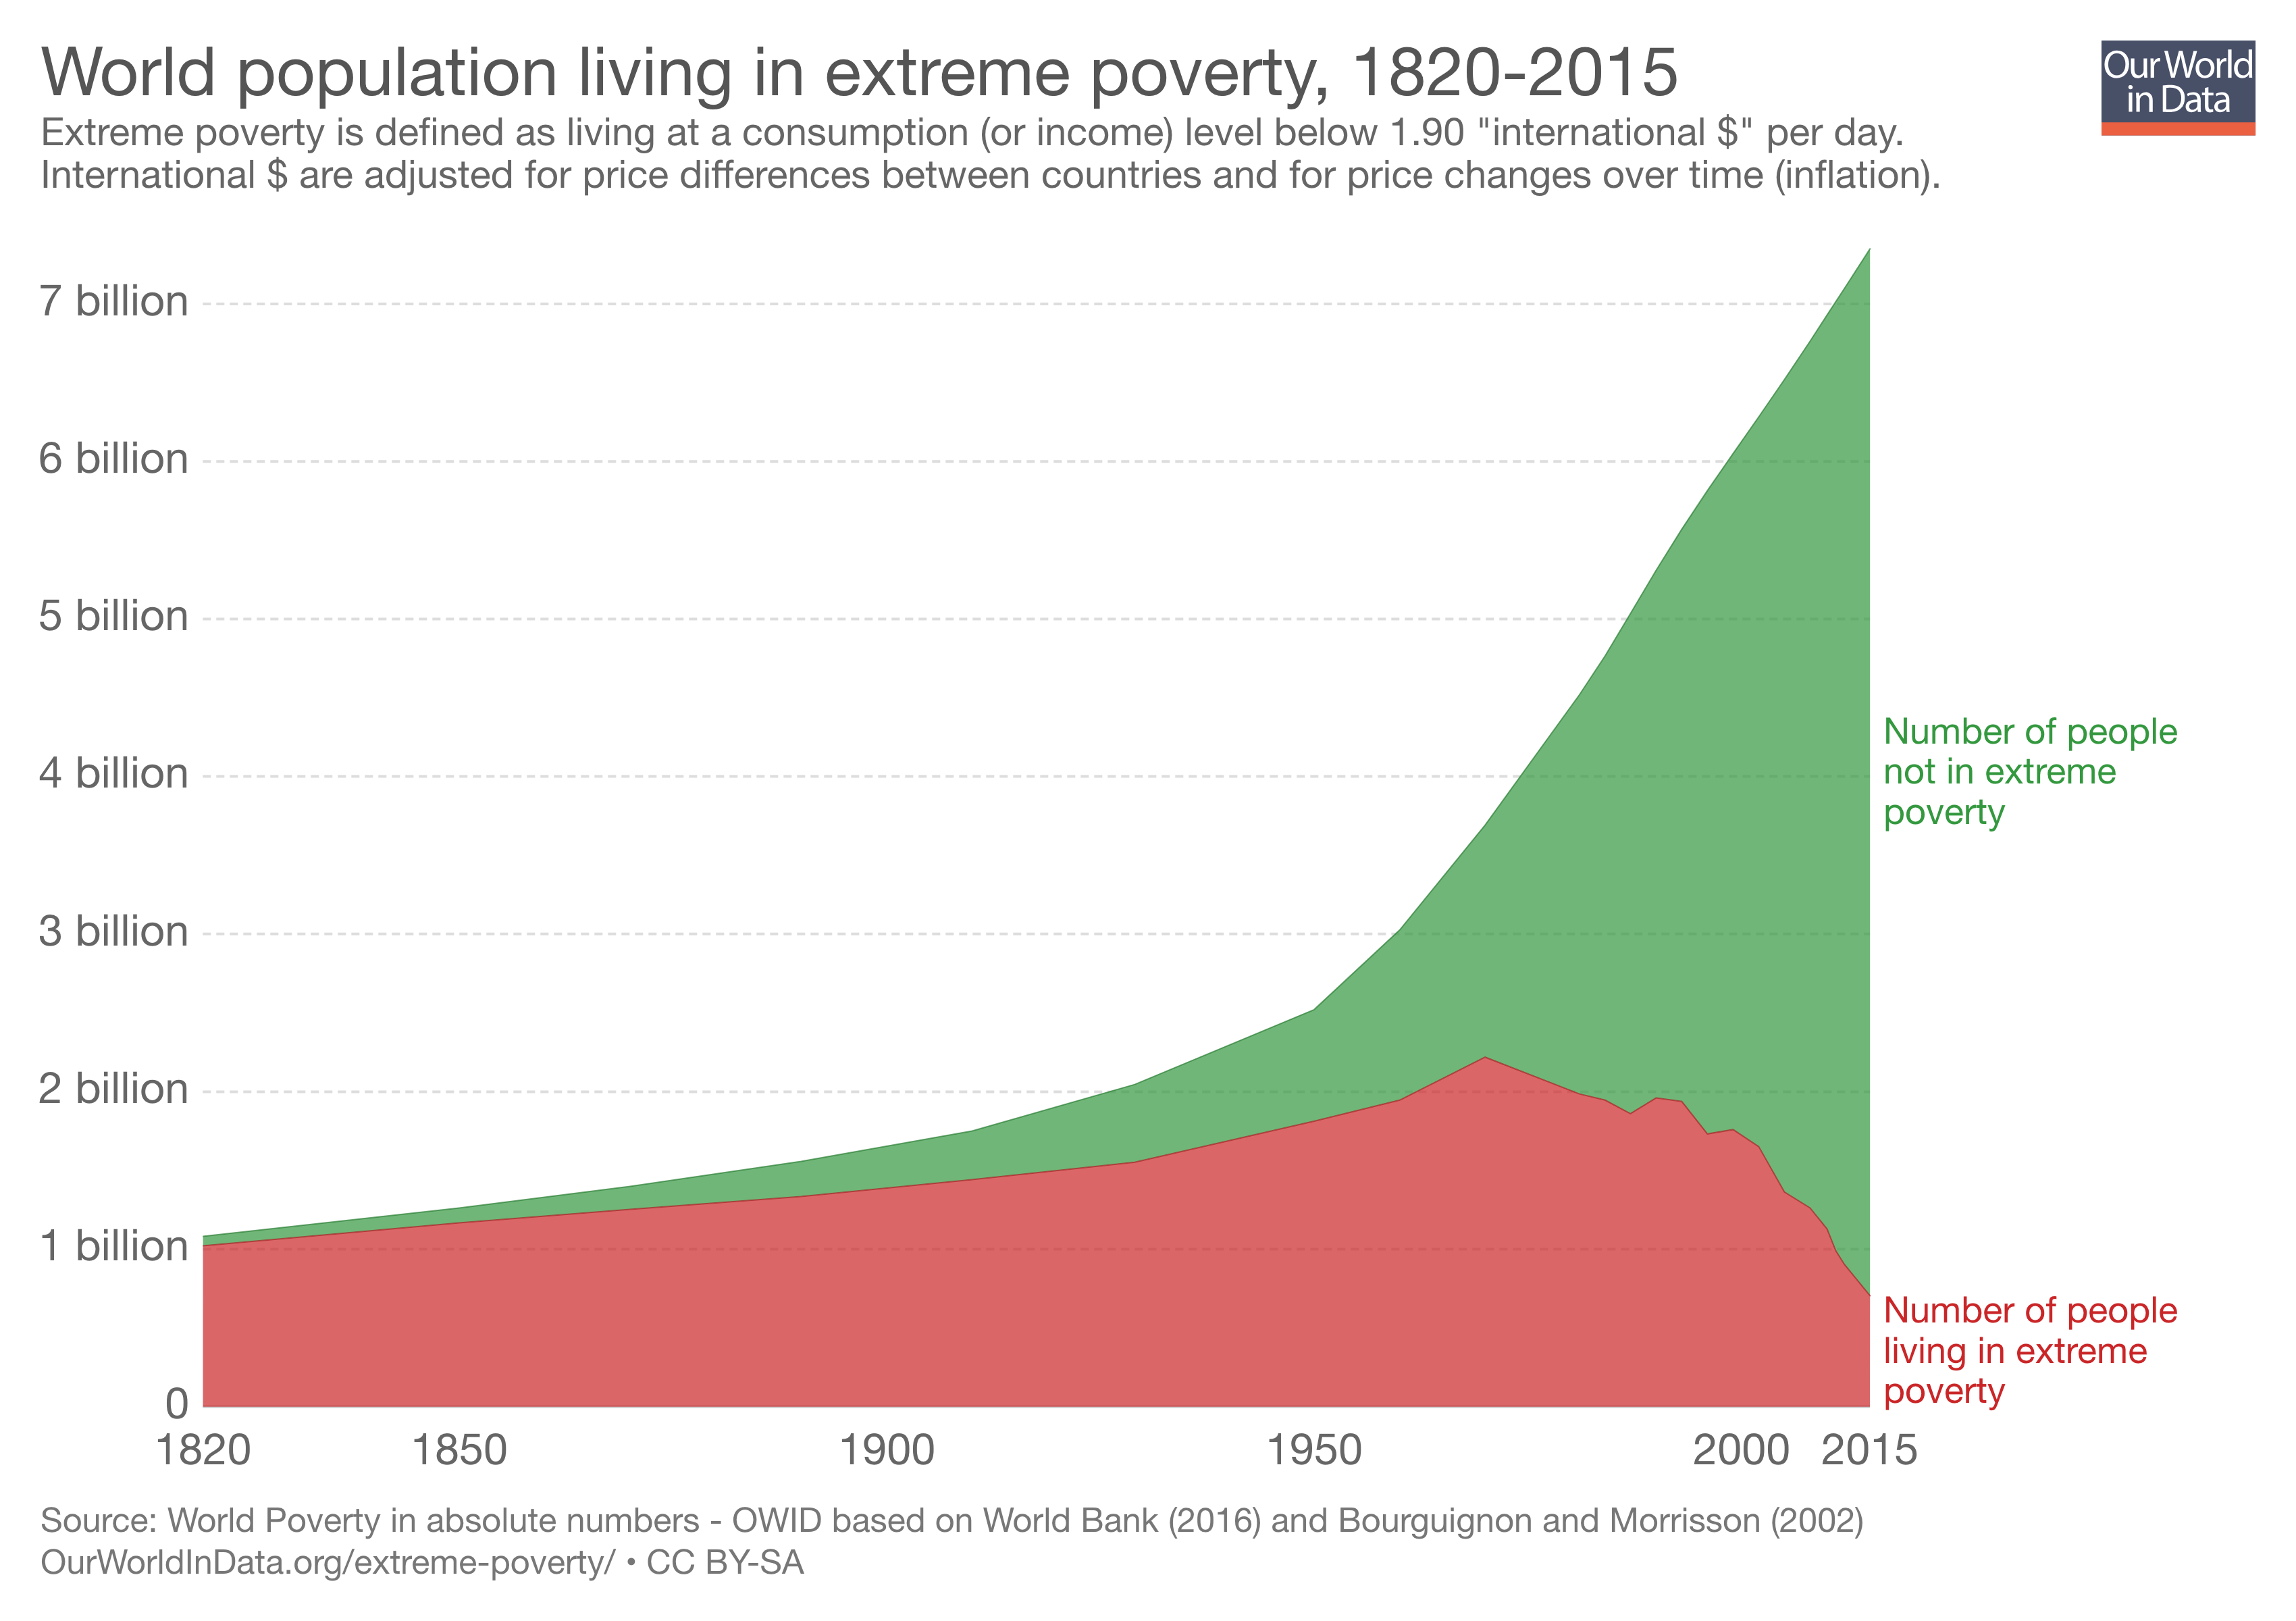 World population living in extreme poverty, 1820-2015
Extreme poverty is defined as living at a consumption (or income) level below 1.90 "international $" per day.
International $ are adjusted for price differences between countries and for price changes over time (inflation).
Our World
in Data
7 billion
6 billion
5 billion
4 billion
3 billion
2 billion
1 billion
0
Number of people
not in extreme
poverty
Number of people
living in extreme
poverty
1820 1850 1900 1950 2000 2015
Source: World Poverty in absolute numbers - OWID based on World Bank (2016) and Bourguignon and Morrisson (2002)
OurWorldInData.org/extreme-poverty/ • CC BY-SA